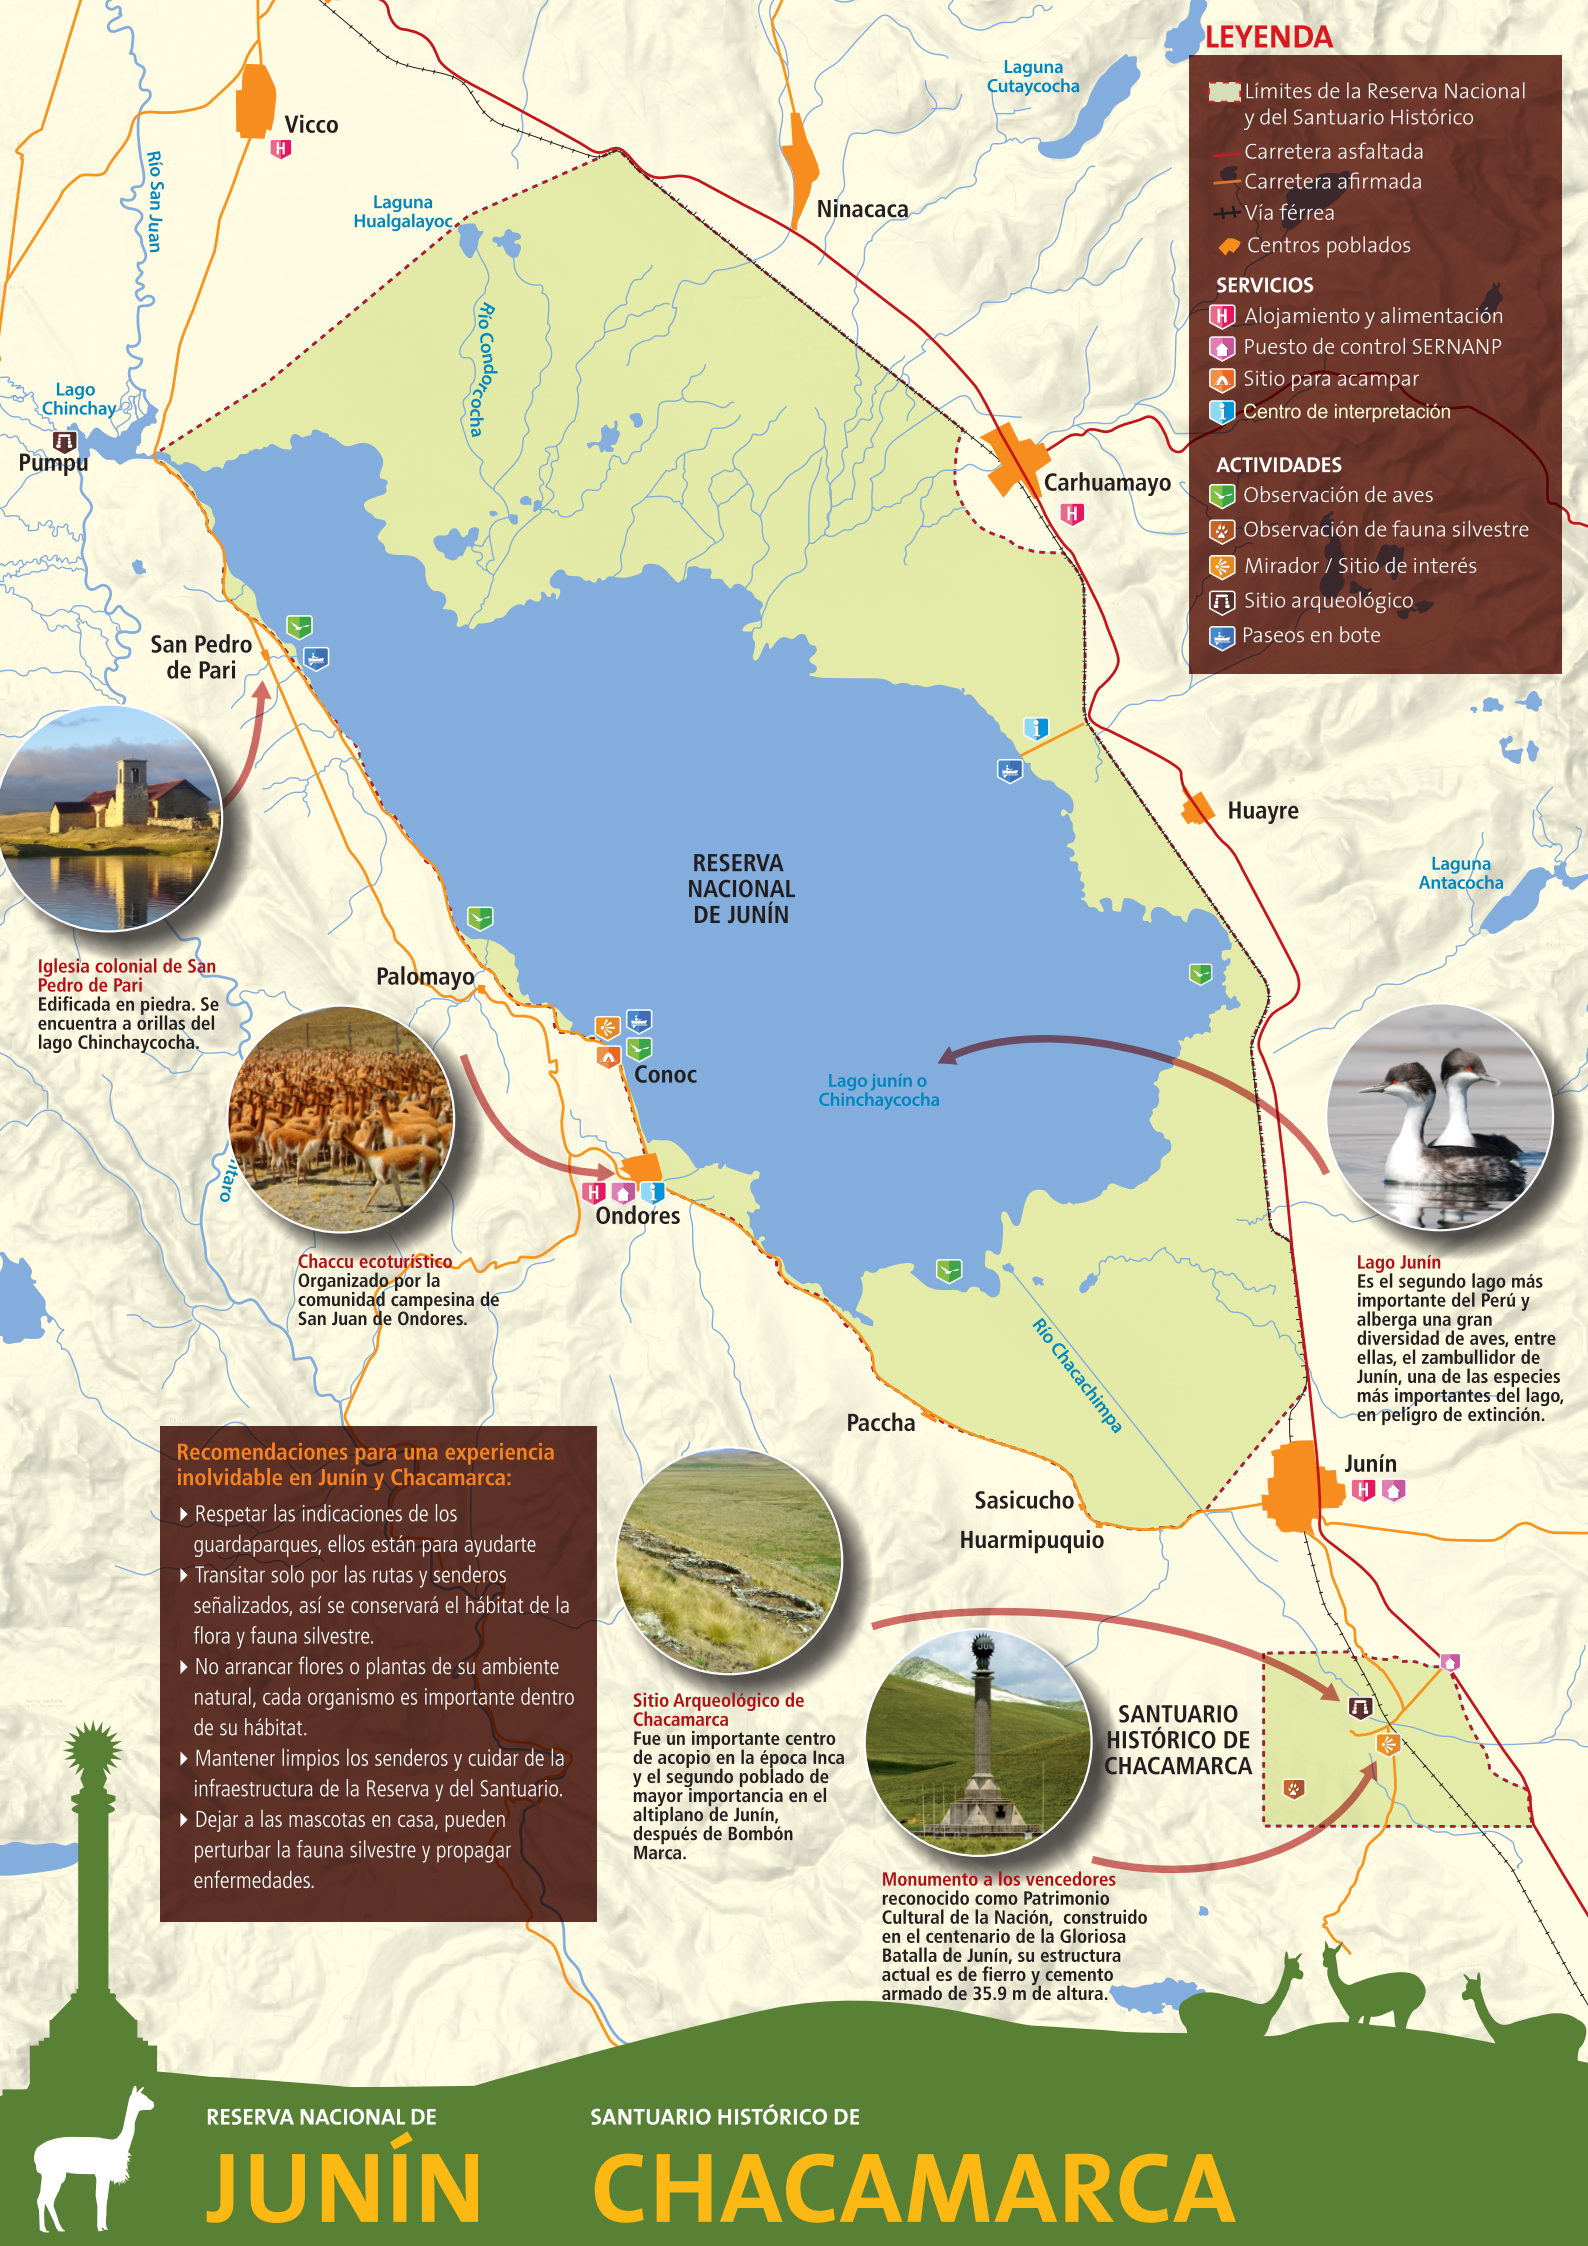 LEYENDA
Límites de la Reserva Nacional
y del Santuario Histórico
Carretera asfaltada
Carretera afirmada
Vía férrea
Centros poblados
SERVICIOS
H Alojamiento y alimentación
Puesto de control SERNANP
Sitio para acampar
i Centro de interpretación
ACTIVIDADES
Observación de aves
Observación de fauna silvestre
Mirador / Sitio de interés
Sitio arqueológico
Paseos en bote
Laguna
Cutaycocha
Vicco
H
Río San Juan
Laguna
Hualgalayoc
Ninacaca
Río Condorcocha
Lago
Chinchay
Pumpu
Carhuamayo
H
San Pedro
de Pari
i
Huayre
RESERVA
NACIONAL
DE JUNÍN
Laguna
Antacocha
Iglesia colonial de San
Pedro de Pari
Edificada en piedra. Se
encuentra a orillas del
lago Chinchaycocha.
Palomayo
Conoc
Lago junín o
Chinchaycocha
ntaro
H i
Ondores
Chaccu ecoturístico
Organizado por la
comunidad campesina de
San Juan de Ondores.
Lago Junín
Es el segundo lago más
importante del Perú y
alberga una gran
diversidad de aves, entre
ellas, el zambullidor de
Junín, una de las especies
más importantes del lago,
en peligro de extinción.
Río Chacachimpa
Paccha
Junín
H
Sasicucho
Huarmipuquio
Recomendaciones para una experiencia
inolvidable en Junín y Chacamarca:
Respetar las indicaciones de los
guardaparques, ellos están para ayudarte
Transitar solo por las rutas y senderos
señalizados, así se conservará el hábitat de la
flora y fauna silvestre.
No arrancar flores o plantas de su ambiente
natural, cada organismo es importante dentro
de su hábitat.
Mantener limpios los senderos y cuidar de la
infraestructura de la Reserva y del Santuario.
Dejar a las mascotas en casa, pueden
perturbar la fauna silvestre y propagar
enfermedades.
Sitio Arqueológico de
Chacamarca
Fue un importante centro
de acopio en la época Inca
y el segundo poblado de
mayor importancia en el
altiplano de Junín,
después de Bombón
Marca.
SANTUARIO
HISTÓRICO DE
CHACAMARCA
Monumento a los vencedores
reconocido como Patrimonio
Cultural de la Nación, construido
en el centenario de la Gloriosa
Batalla de Junín, su estructura
actual es de fierro y cemento
armado de 35.9 m de altura.
RESERVA NACIONAL DE
JUNÍN
SANTUARIO HISTÓRICO DE
CHACAMARCA